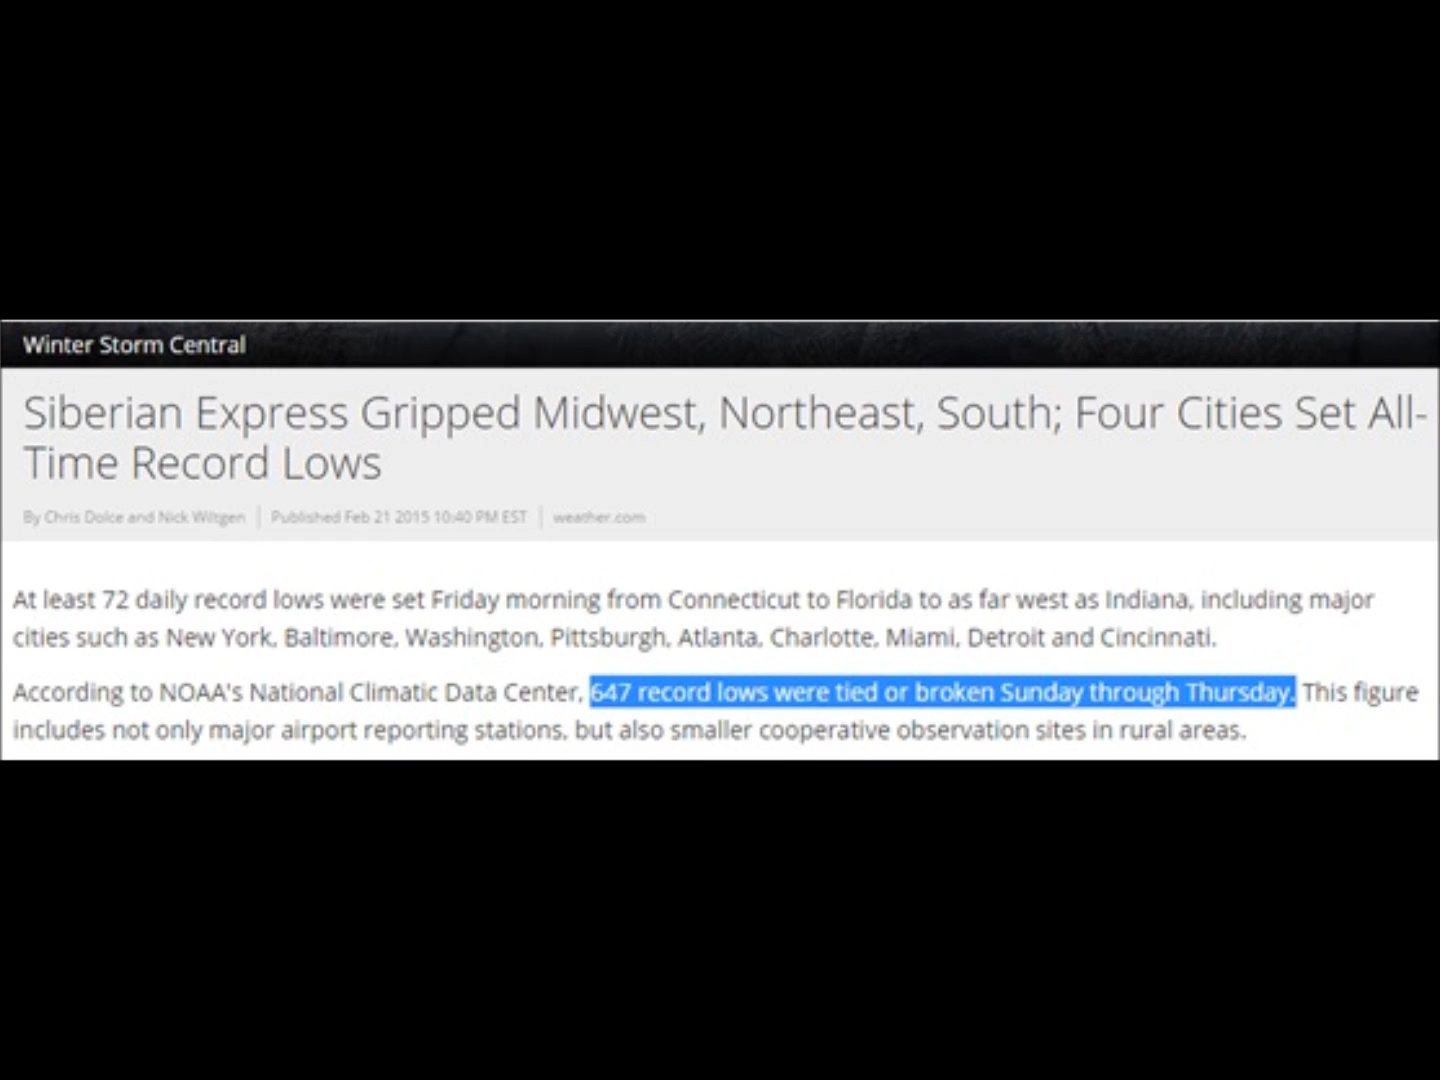 Winter Storm Central
Siberian Express Gripped Midwest, Northeast, South; Four Cities Set All-
Time Record Lows
By Chris Dolce and Nick Wiltgen | Published Feb 21 2015 10:40 PM EST | weather.com
At least 72 daily record lows were set Friday morning from Connecticut to Florida to as far west as Indiana, including major
cities such as New York, Baltimore, Washington, Pittsburgh, Atlanta, Charlotte, Miami, Detroit and Cincinnati.
According to NOAA's National Climatic Data Center, 647 record lows were tied or broken Sunday through Thursday. This figure
includes not only major airport reporting stations, but also smaller cooperative observation sites in rural areas.